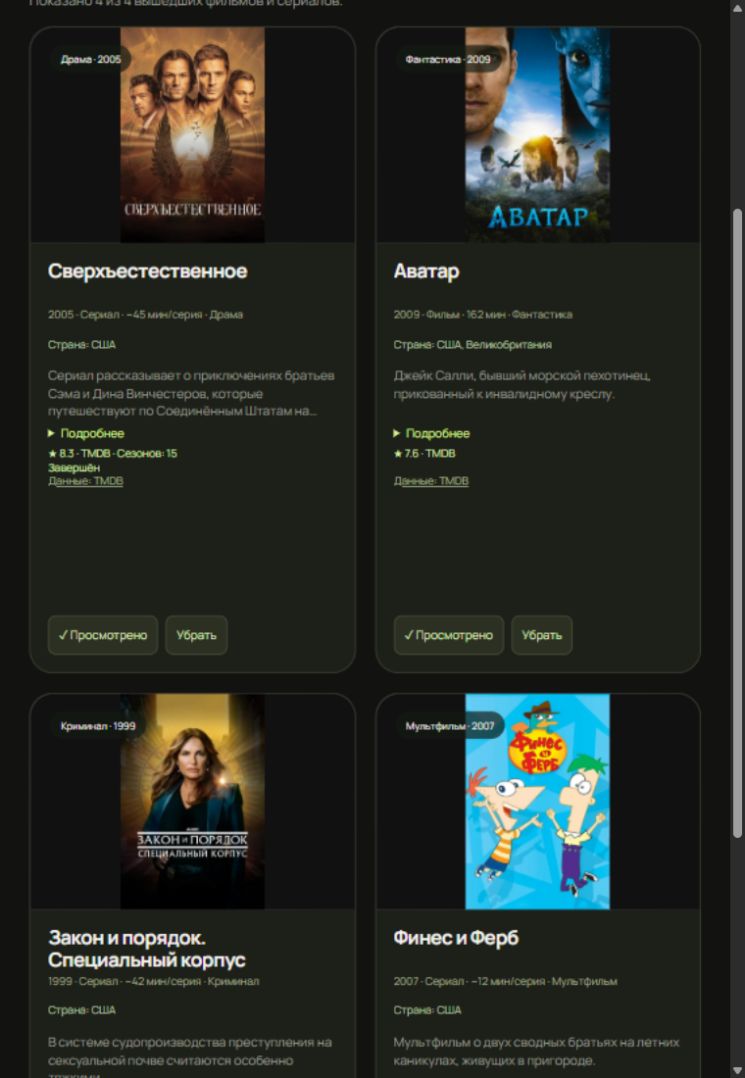 Показано 4 из 4 вышедших фильмов и сериалов.
Драма · 2005
СВЕРХЪЕСТЕСТВЕННОЕ
Сверхъестественное
2005 · Сериал · ~45 мин/серия · Драма
Страна: США
Сериал рассказывает о приключениях братьев
Сэма и Дина Винчестеров, которые
путешествуют по Соединённым Штатам на...
▶ Подробнее
★ 8.3 · TMDB · Сезонов: 15
Завершён
Данные: TMDB
✓ Просмотрено
Убрать
Фантастика · 2009
АВАТАР
Аватар
2009 · Фильм · 162 мин · Фантастика
Страна: США, Великобритания
Джейк Салли, бывший морской пехотинец,
прикованный к инвалидному креслу.
▶ Подробнее
★ 7.6 · TMDB
Данные: TMDB
✓ Просмотрено
Убрать
Криминал · 1999
ЗАКОН И ПОРЯДОК
СПЕЦИАЛЬНЫЙ КОРПУС
Закон и порядок.
Специальный корпус
1999 · Сериал · ~42 мин/серия · Криминал
Страна: США
В системе судопроизводства преступления на
сексуальной почве считаются особенно
тяжкими
Мультфильм · 2007
Финес
и
Ферб
Финес и Ферб
2007 · Сериал · ~12 мин/серия · Мультфильм
Страна: США
Мультфильм о двух сводных братьях на летних
каникулах, живущих в пригороде.